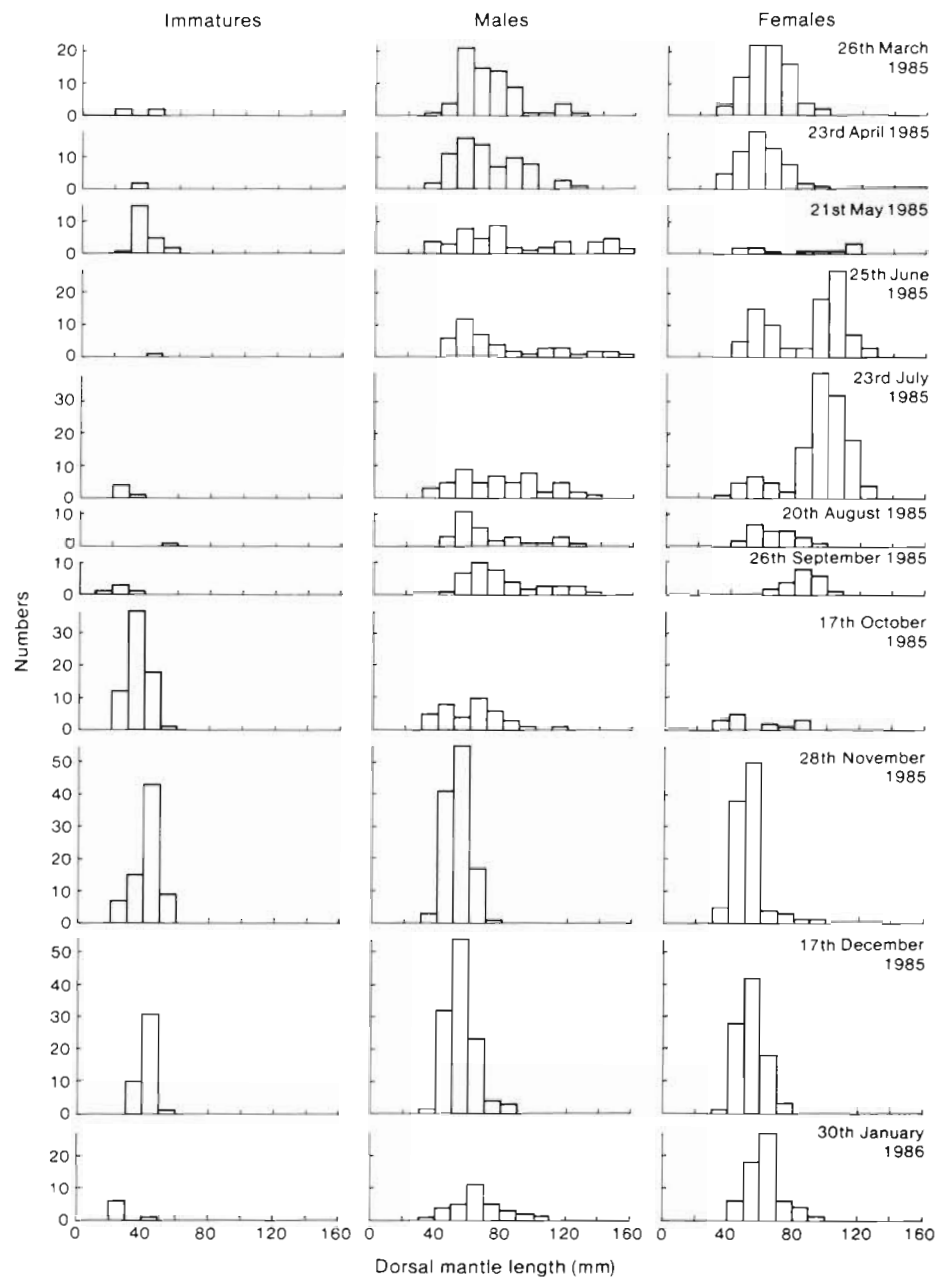 Immatures Males Females
20
10
0
26th March
1985
10
0
23rd April 1985
10
0
21st May 1985
20
10
0
25th June
1985
30
20
10
0
23rd July
1985
10
0
20th August 1985
10
0
26th September 1985
30
20
10
0
17th October
1985
50
40
30
20
10
0
28th November
1985
50
40
30
20
10
0
17th December
1985
20
10
0
30th January
1986
0 40 80 120 160 40 80 120 160 40 80 120 160
Numbers
Dorsal mantle length (mm)